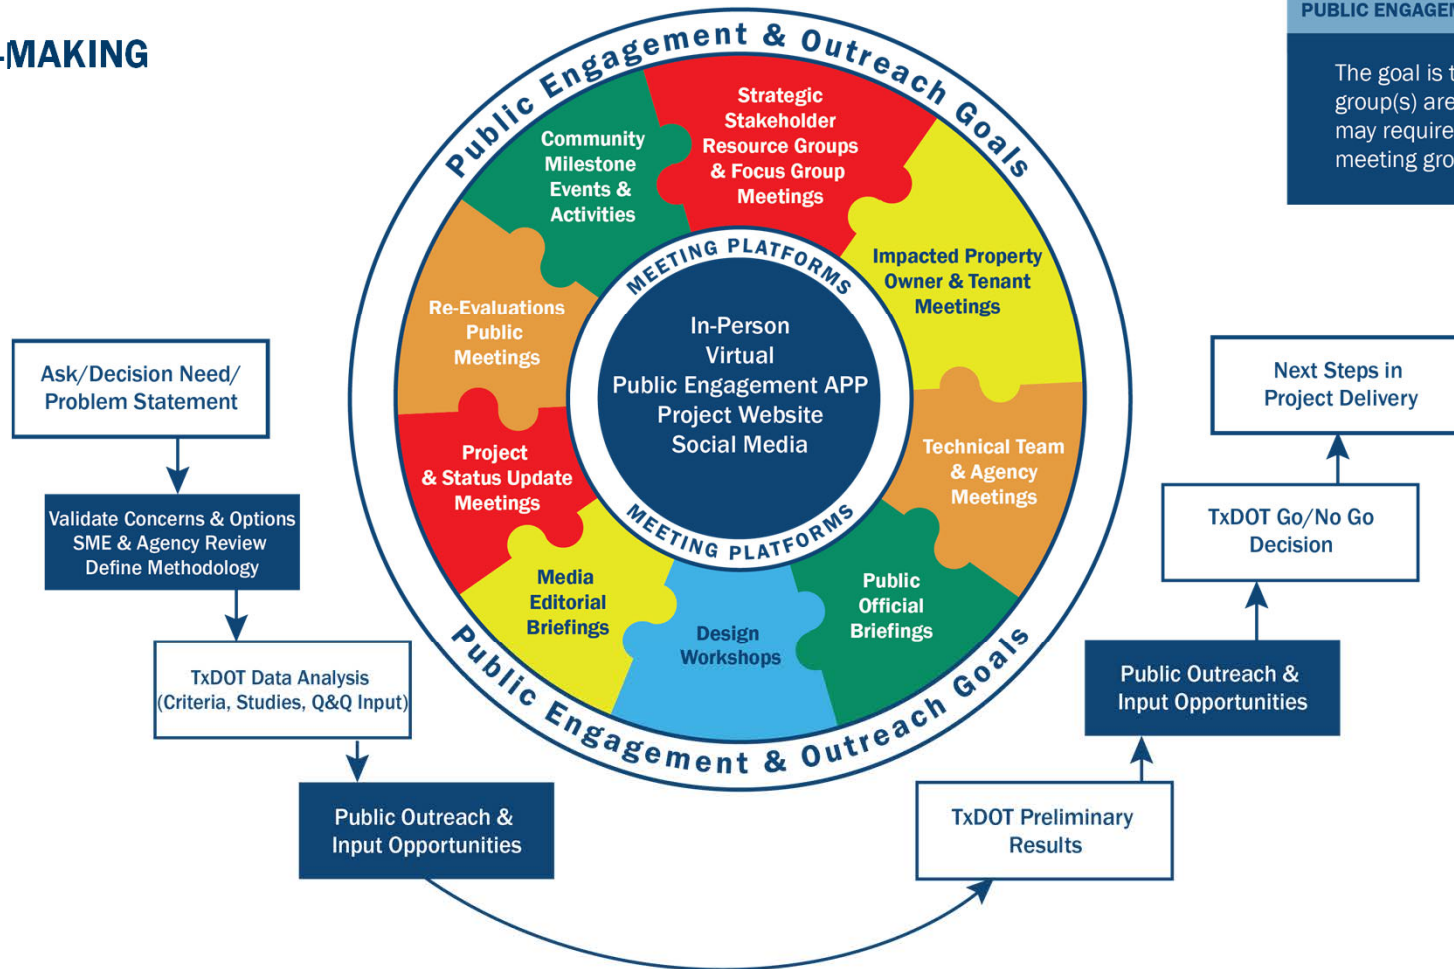 -MAKING
PUBLIC ENGAGEM
The goal is t
group(s) are
may require
meeting gro
Public Engagement & Outreach Goals
Strategic
Stakeholder
Resource Groups
& Focus Group
Meetings
Community
Milestone
Events &
Activities
Impacted Property
Owner & Tenant
Meetings
Re-Evaluations
Public
Meetings
Technical Team
& Agency
Meetings
Project
& Status Update
Meetings
Public
Official
Briefings
Media
Editorial
Briefings
Design
Workshops
MEETING PLATFORMS
In-Person
Virtual
Public Engagement APP
Project Website
Social Media
MEETING PLATFORMS
Public Engagement & Outreach Goals
Ask/Decision Need/
Problem Statement
Validate Concerns & Options
SME & Agency Review
Define Methodology
TxDOT Data Analysis
(Criteria, Studies, Q&Q Input)
Public Outreach &
Input Opportunities
TxDOT Preliminary
Results
Public Outreach &
Input Opportunities
TxDOT Go/No Go
Decision
Next Steps in
Project Delivery